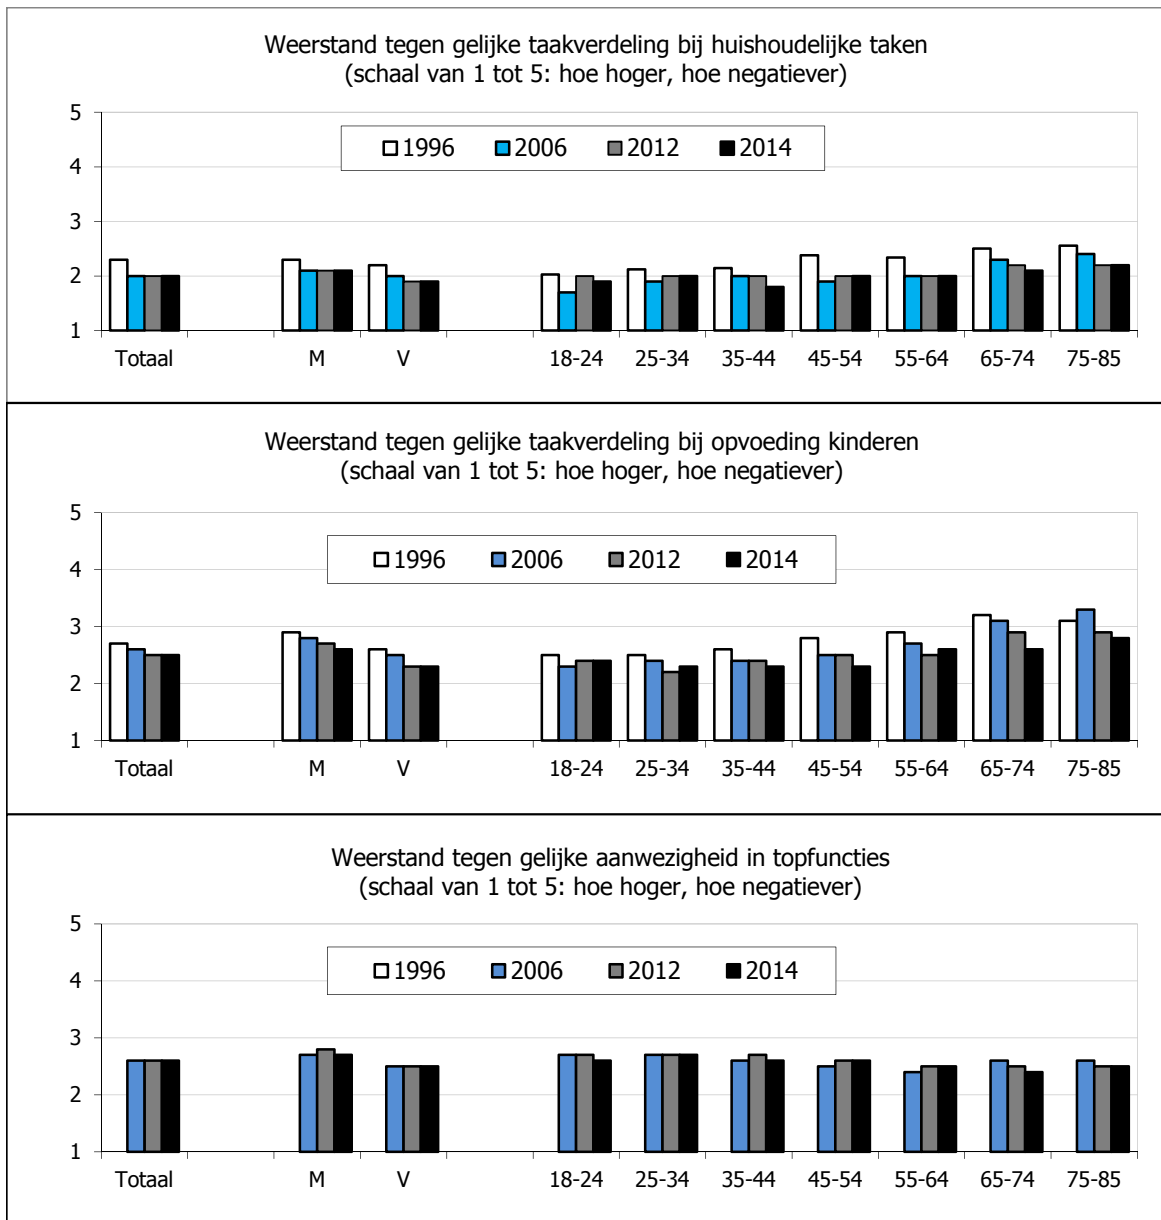 Weerstand tegen gelijke taakverdeling bij huishoudelijke taken
(schaal van 1 tot 5: hoe hoger, hoe negatiever)
5
1996 2006 2012 2014
4
3
2
1
Totaal M V 18-24 25-34 35-44 45-54 55-64 65-74 75-85
Weerstand tegen gelijke taakverdeling bij opvoeding kinderen
(schaal van 1 tot 5: hoe hoger, hoe negatiever)
5
1996 2006 2012 2014
4
3
2
1
Totaal M V 18-24 25-34 35-44 45-54 55-64 65-74 75-85
Weerstand tegen gelijke aanwezigheid in topfuncties
(schaal van 1 tot 5: hoe hoger, hoe negatiever)
5
1996 2006 2012 2014
4
3
2
1
Totaal M V 18-24 25-34 35-44 45-54 55-64 65-74 75-85